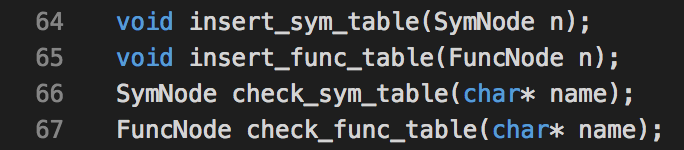 64 void insert_sym_table(SymNode n);
65 void insert_func_table(FuncNode n);
66 SymNode check_sym_table(char* name);
67 FuncNode check_func_table(char* name);